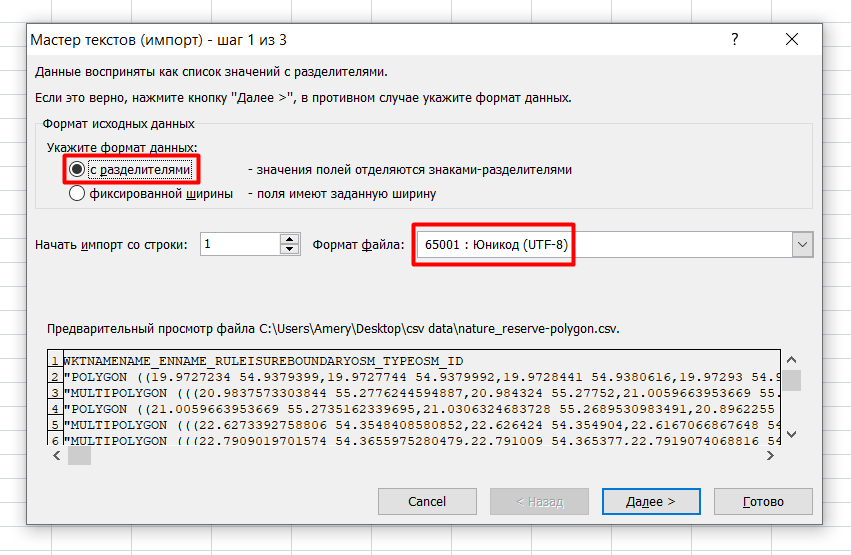 Мастер текстов (импорт) - шаг 1 из 3
Данные восприняты как список значений с разделителями.
Если это верно, нажмите кнопку "Далее >", в противном случае укажите формат данных.
Формат исходных данных
Укажите формат данных:
с разделителями - значения полей отделяются знаками-разделителями
фиксированной ширины - поля имеют заданную ширину
Начать импорт со строки: 1 Формат файла: 65001 : Юникод (UTF-8)
Предварительный просмотр файла C:\Users\Amery\Desktop\csv data\nature_reserve-polygon.csv.
1 WKTNAMENAME_ENNAME_RULEISUREBOUNDARYOSM_TYPEOSM_ID
2 "POLYGON ((19.9727234 54.9379399,19.9727744 54.9379992,19.9728441 54.9380616,19.97293 54.9
3 "MULTIPOLYGON (((20.9837573303844 55.2776244594887,20.984324 55.27752,21.0059663953669 55.
4 "POLYGON ((21.0059663953669 55.2735162339695,21.0306324683728 55.2689530983491,20.8962255
5 "MULTIPOLYGON (((22.6273392758806 54.3548408580852,22.626424 54.354904,22.6167066867648 54
6 "MULTIPOLYGON (((22.7909019701574 54.3655975280479,22.791009 54.365377,22.7919074068816 54
Cancel < Назад Далее > Готово